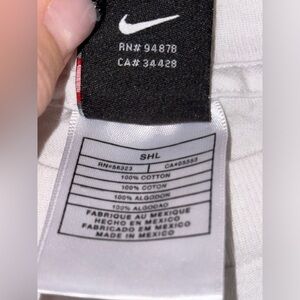 RN# 94878
CA# 34428
SHL
RN#56323 CA#05553
100% COTTON
100% COTTON
100% ALGODON
100% ALGODAO
FABRIQUE AU MEXIQUE
HECHO EN MEXICO
FABRICADO EM MEXICO
MADE IN MEXICO